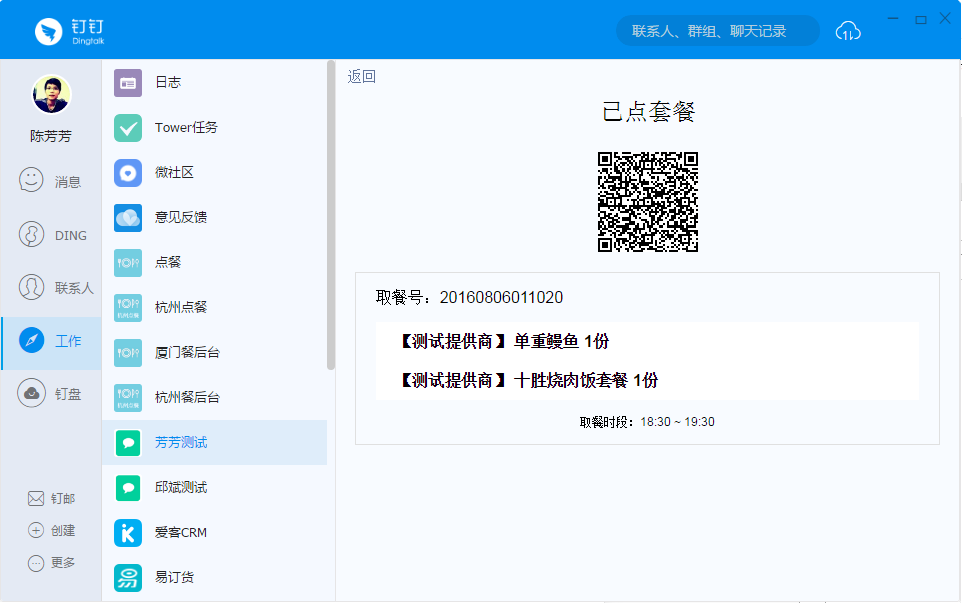 钉钉
Dingtalk
联系人、群组、聊天记录
陈芳芳
消息
DING
联系人
工作
钉盘
钉邮
创建
更多
日志
Tower任务
微社区
意见反馈
点餐
杭州点餐
厦门餐后台
杭州餐后台
芳芳测试
邱斌测试
爱客CRM
易订货
返回
已点套餐
取餐号：20160806011020
【测试提供商】单重鳗鱼 1份
【测试提供商】十胜烧肉饭套餐 1份
取餐时段：18:30 ~ 19:30